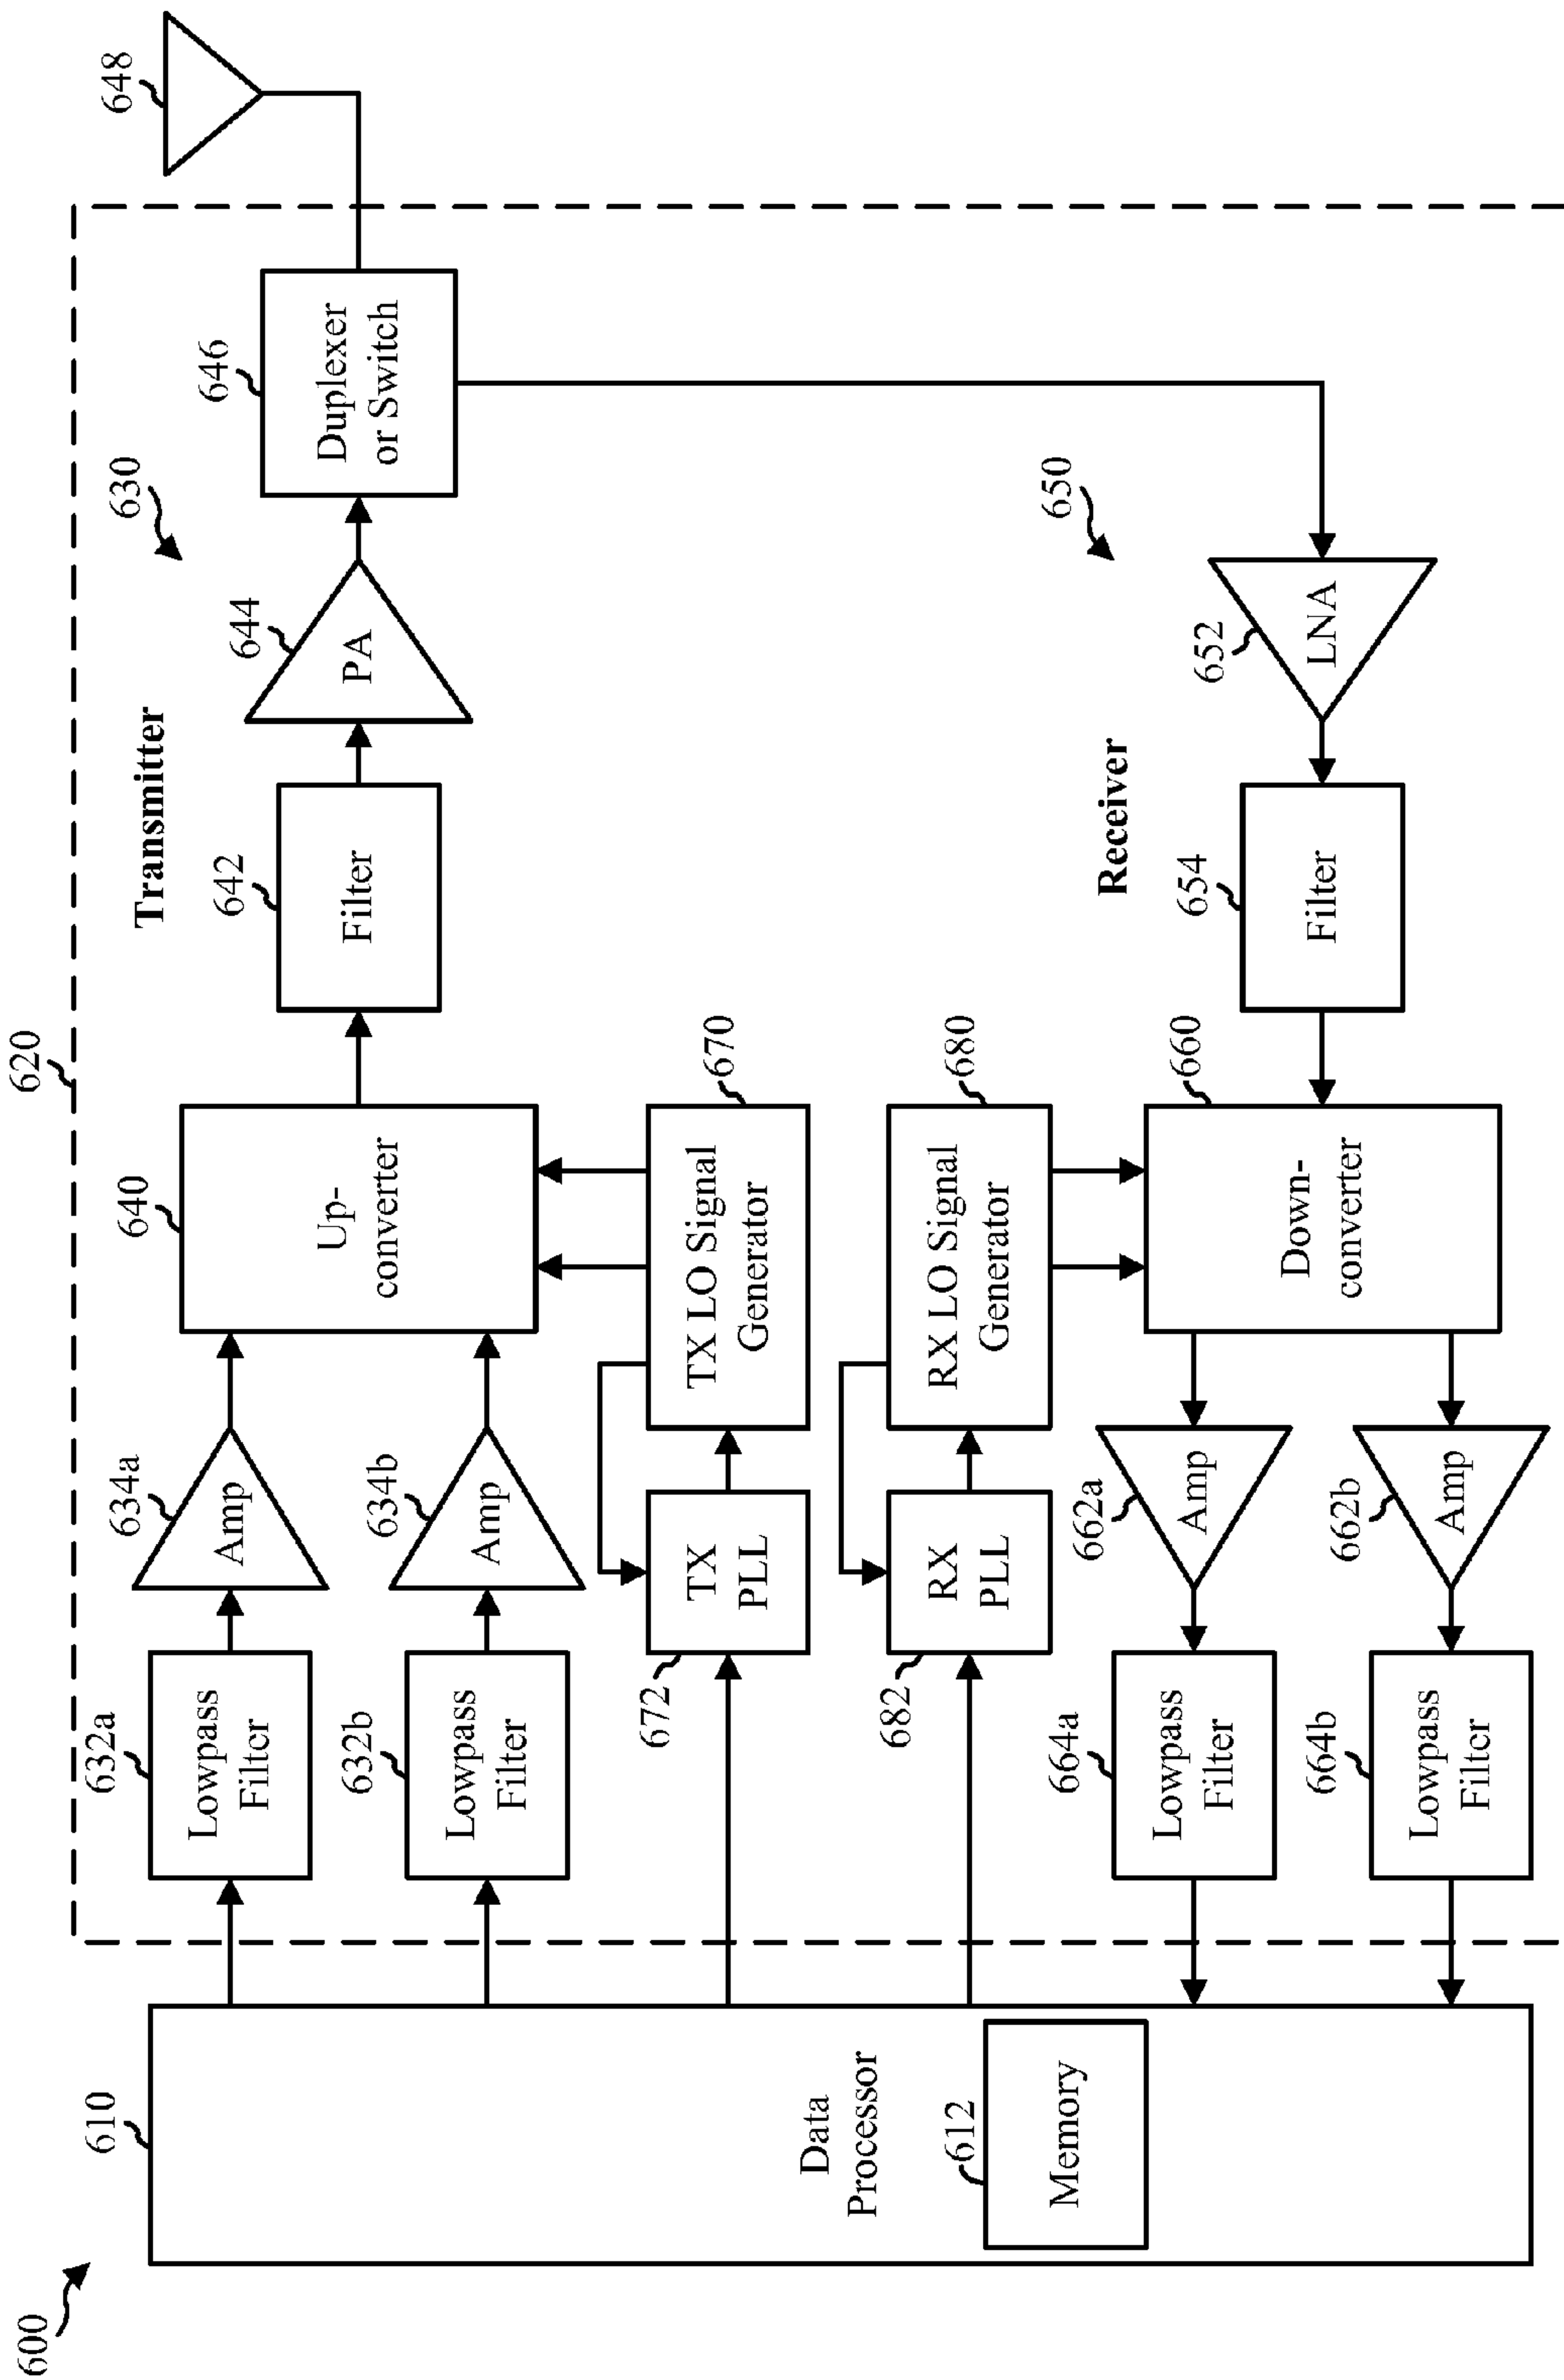 600
610
Data
Processor
612
Memory
620
Transmitter
630
632a
Lowpass
Filter
634a
Amp
632b
Lowpass
Filter
634b
Amp
640
Up-
converter
642
Filter
644
PA
646
Duplexer
or Switch
648
672
TX
PLL
TX LO Signal
Generator
670
682
RX
PLL
RX LO Signal
Generator
680
Receiver
650
664a
Lowpass
Filter
662a
Amp
664b
Lowpass
Filter
662b
Amp
660
Down-
converter
654
Filter
652
LNA